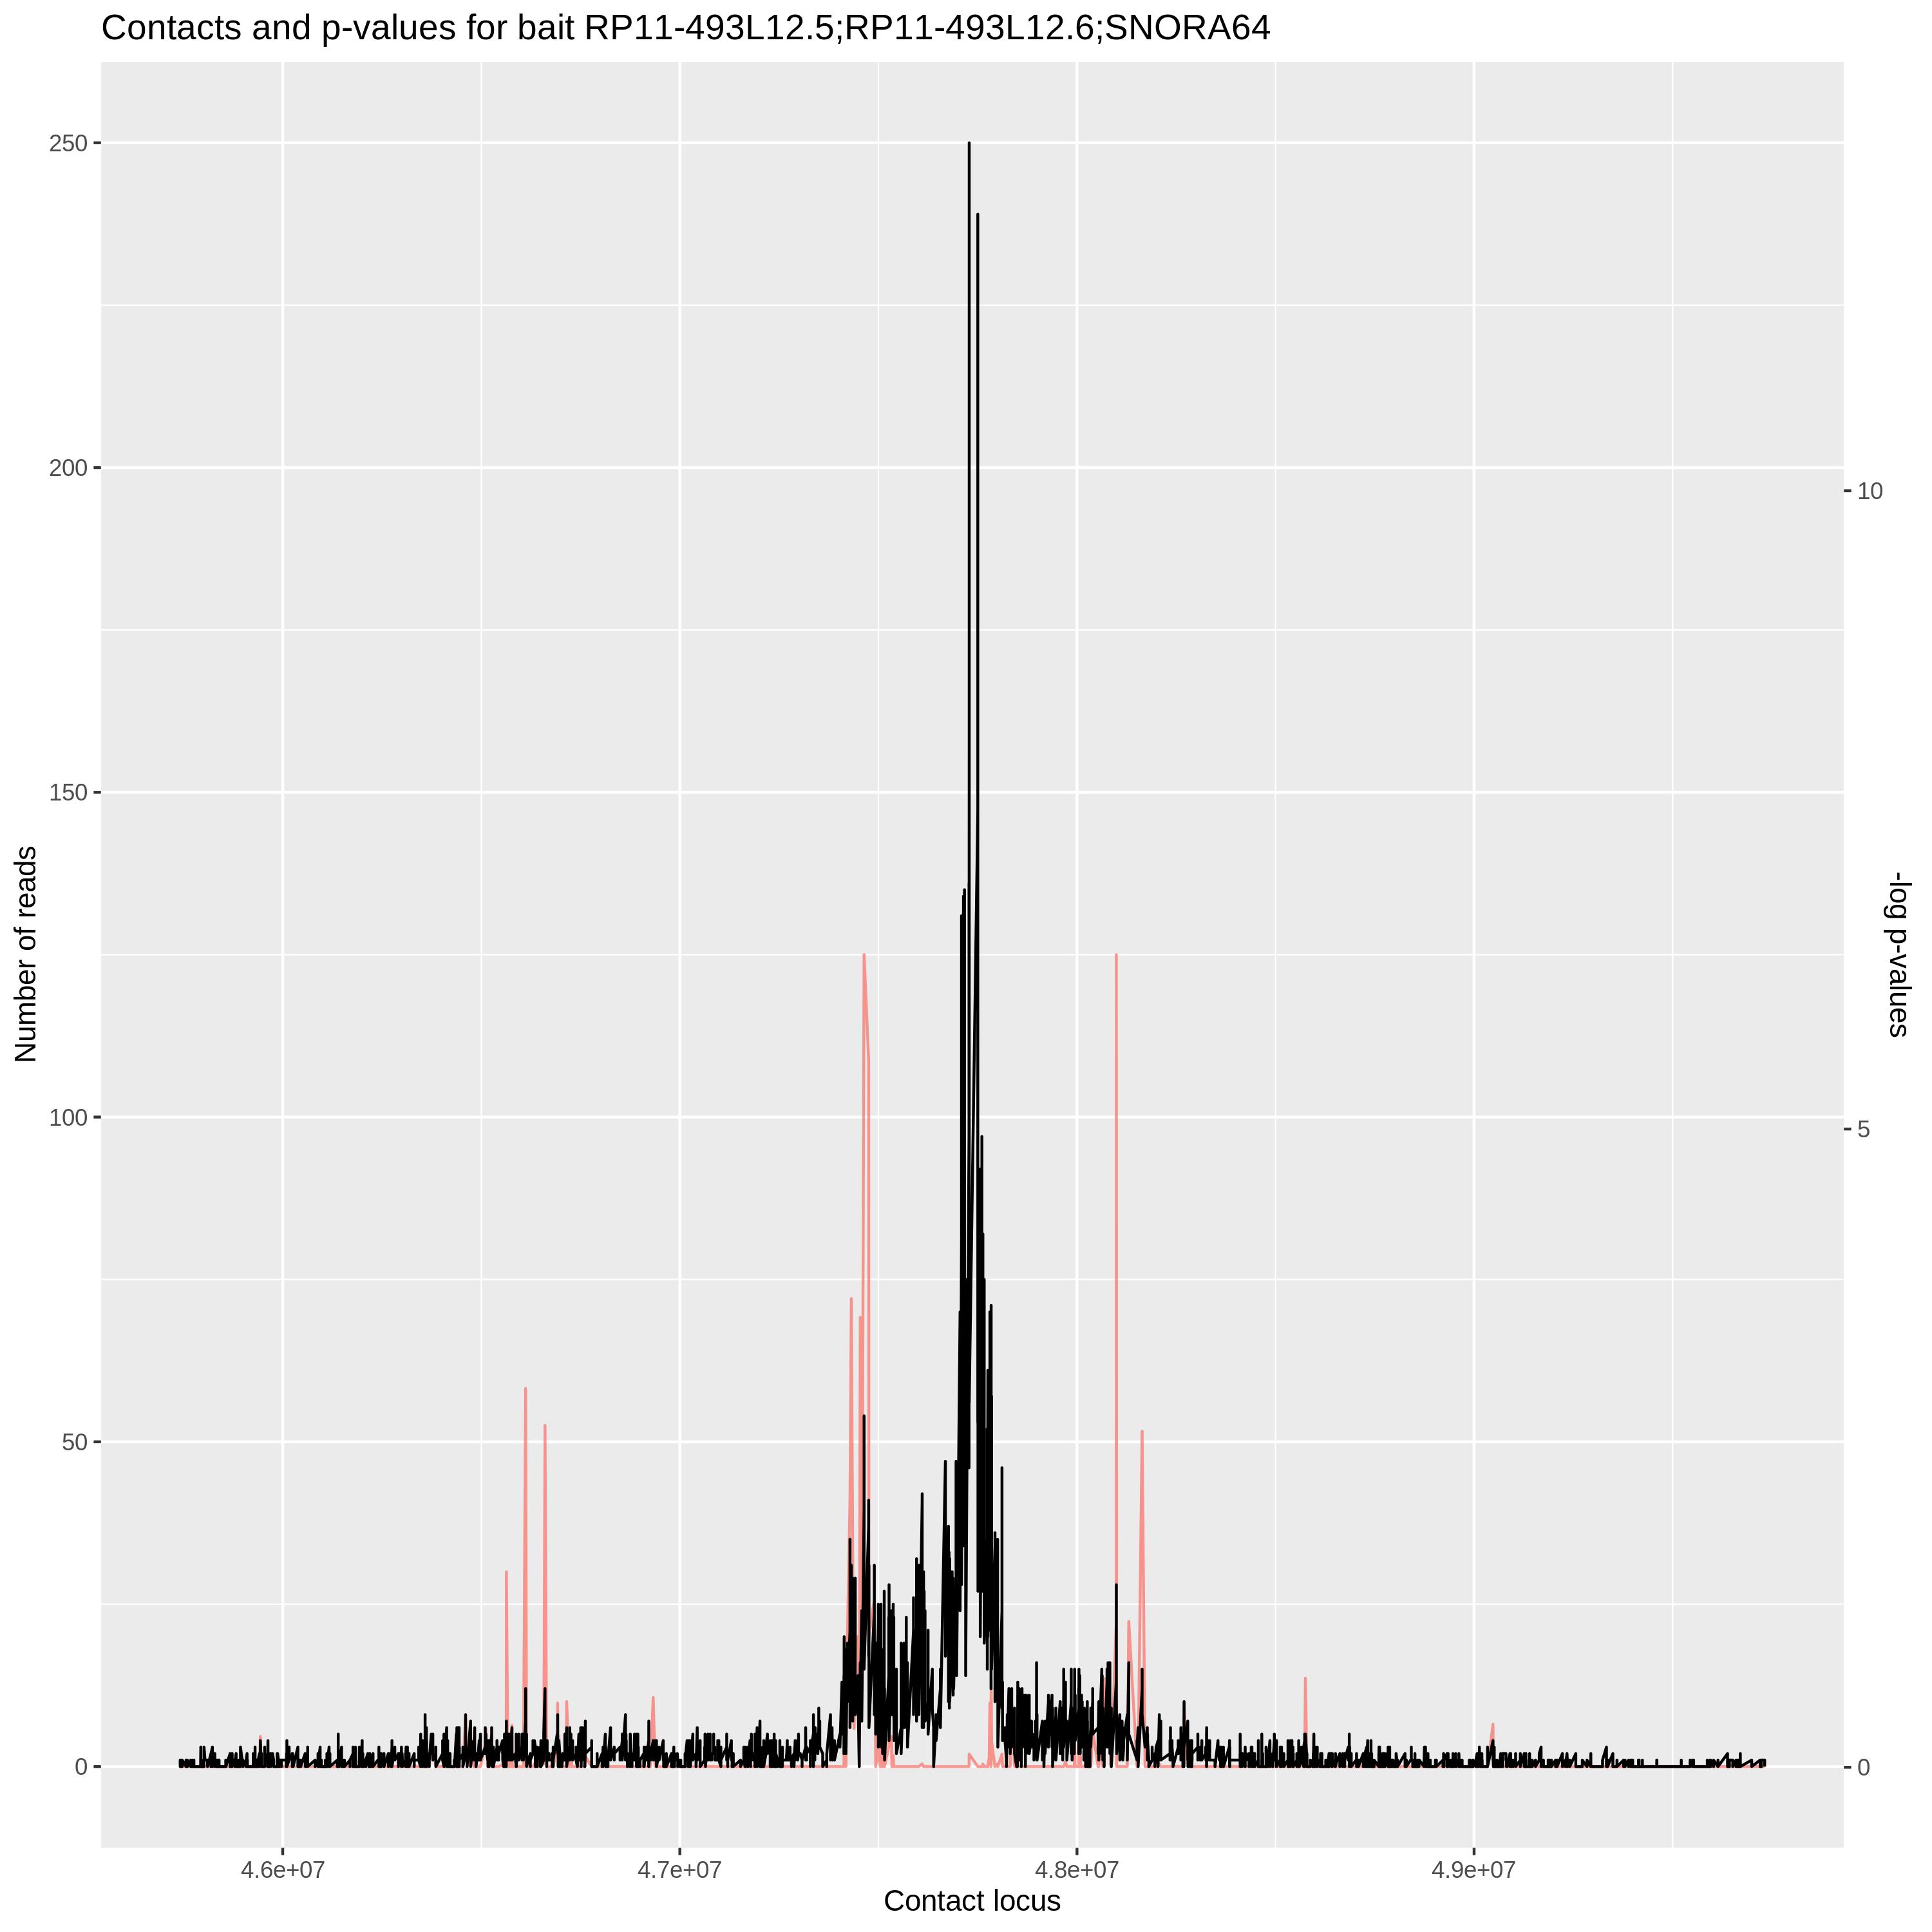 Contacts and p-values for bait RP11-493L12.5;RP11-493L12.6;SNORA64
250
200
150
100
50
0
Number of reads
10
5
0
-log p-values
4.6e+07 4.7e+07 4.8e+07 4.9e+07
Contact locus